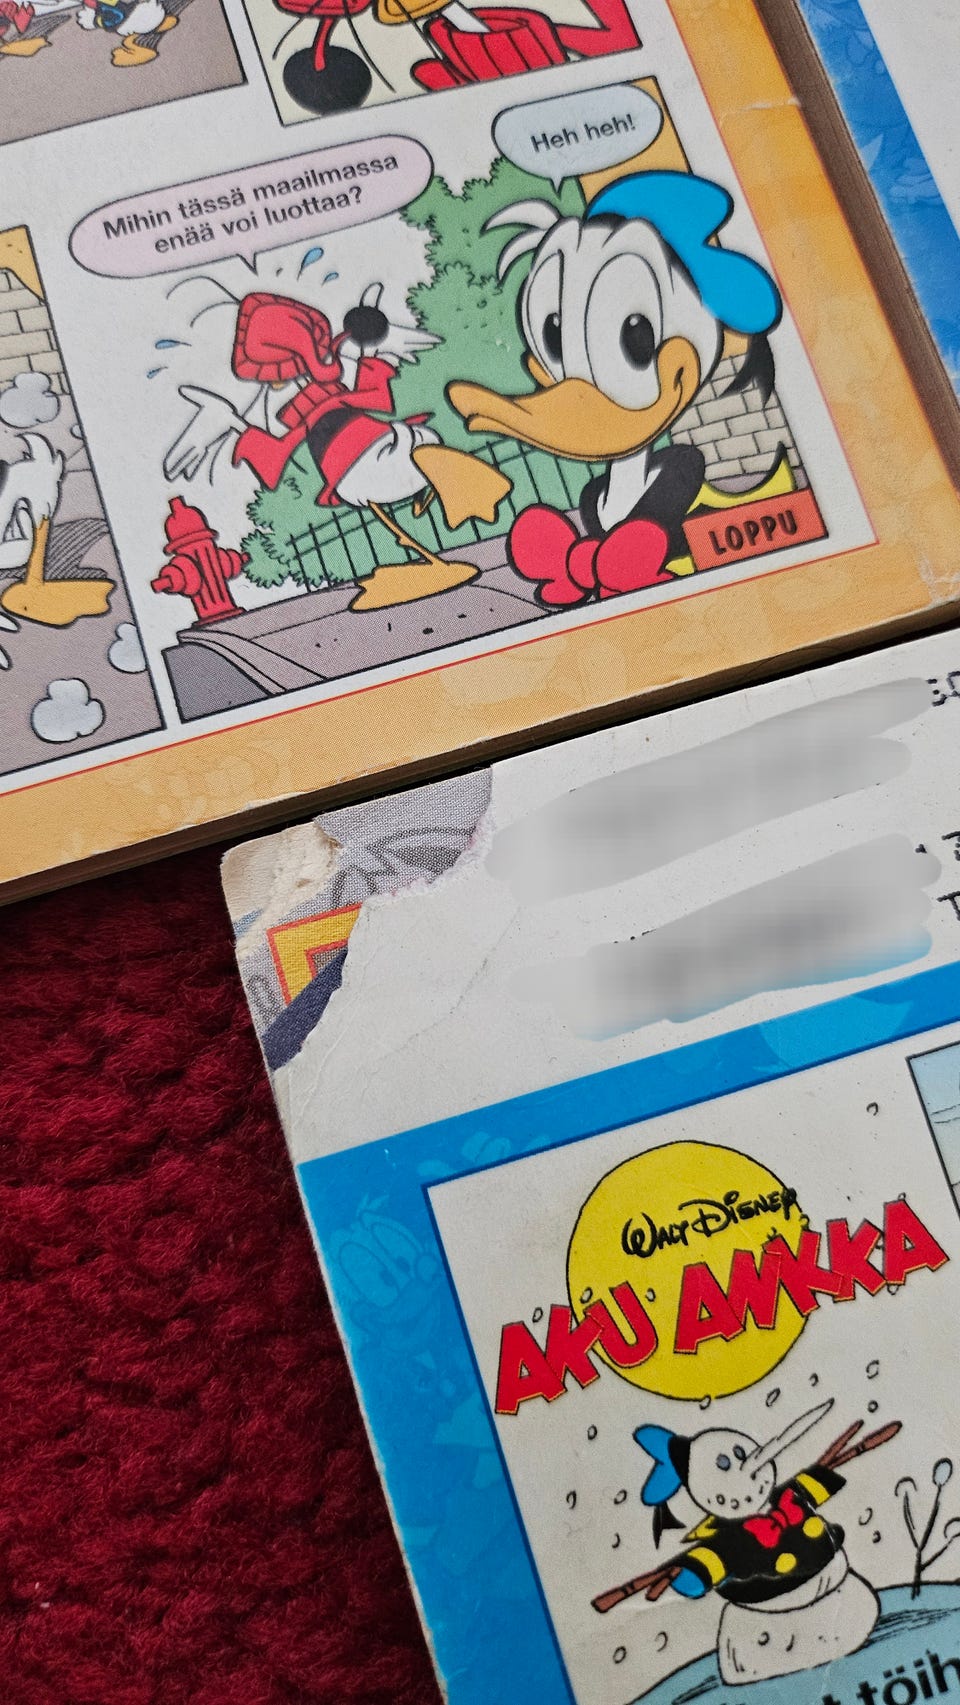 Mihin tässä maailmassa
enää voi luottaa?
Heh heh!
LOPPU
WALT DISNEY
AKU ANKKA